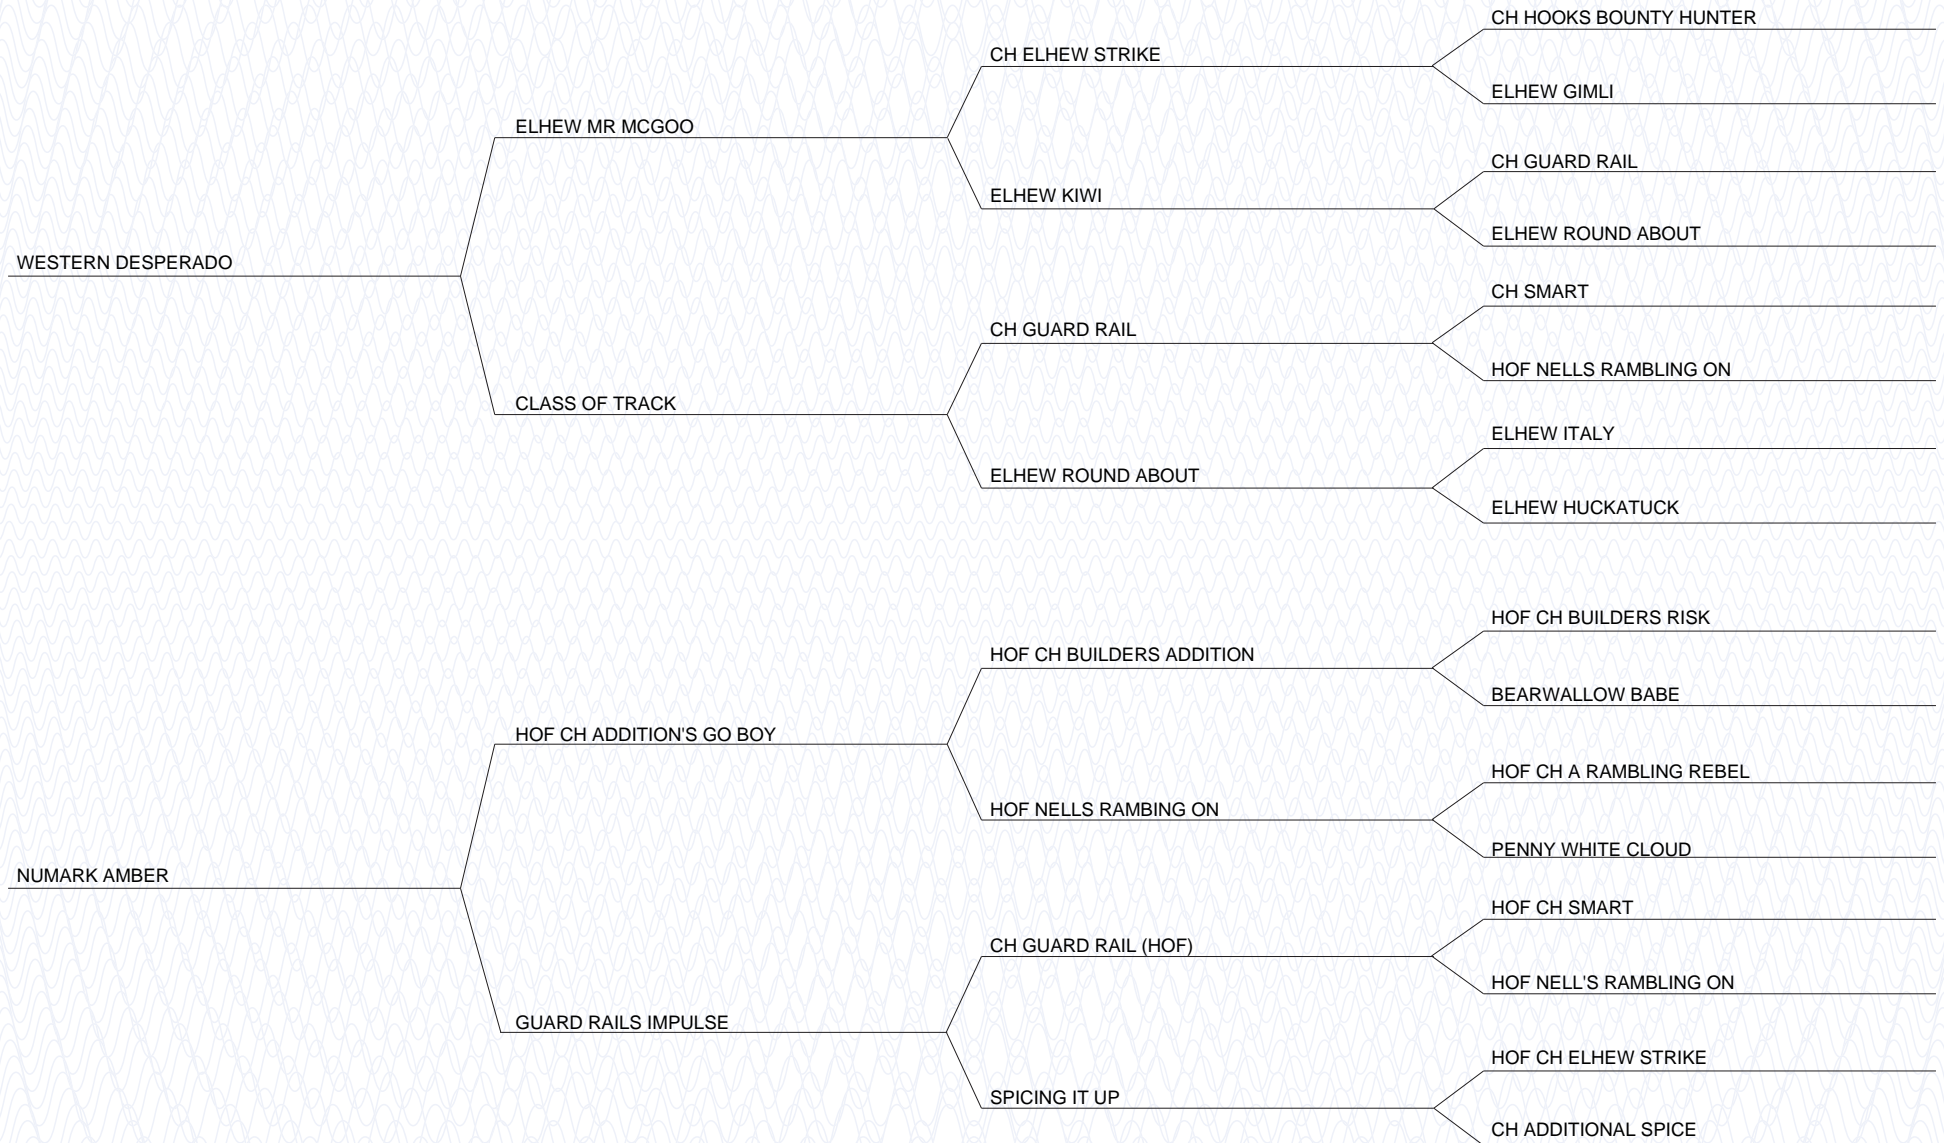 CH HOOKS BOUNTY HUNTER
CH ELHEW STRIKE
ELHEW GIMLI
ELHEW MR MCGOO
CH GUARD RAIL
ELHEW KIWI
ELHEW ROUND ABOUT
WESTERN DESPERADO
CH SMART
CH GUARD RAIL
HOF NELLS RAMBLING ON
CLASS OF TRACK
ELHEW ITALY
ELHEW ROUND ABOUT
ELHEW HUCKATUCK
HOF CH BUILDERS RISK
HOF CH BUILDERS ADDITION
BEARWALLOW BABE
HOF CH ADDITION'S GO BOY
HOF CH A RAMBLING REBEL
HOF NELLS RAMBING ON
PENNY WHITE CLOUD
NUMARK AMBER
HOF CH SMART
CH GUARD RAIL (HOF)
HOF NELL'S RAMBLING ON
GUARD RAILS IMPULSE
HOF CH ELHEW STRIKE
SPICING IT UP
CH ADDITIONAL SPICE